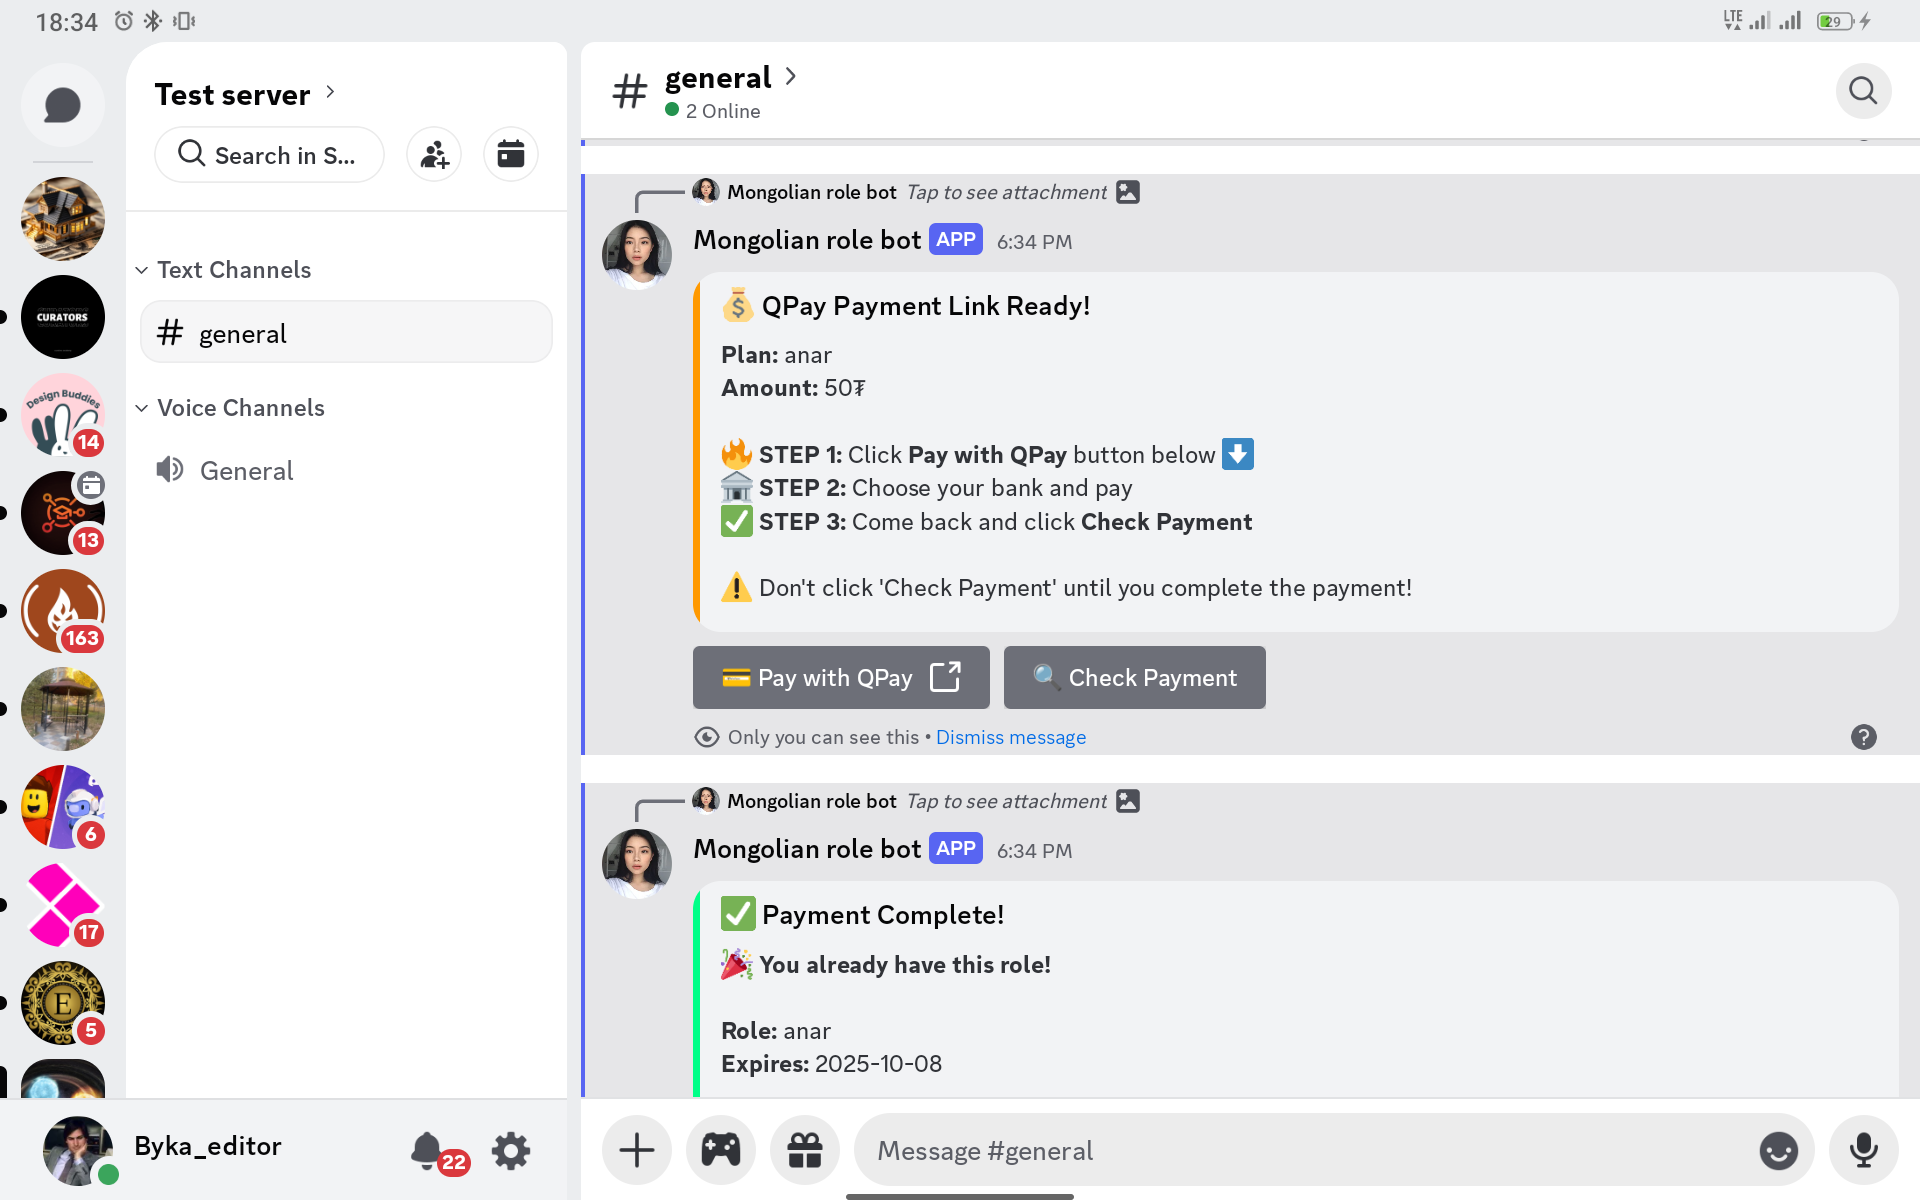 18:34
LTE
29
Test server
Search in S...
Text Channels
general
Voice Channels
General
CURATORS
Design Buddies
14
13
163
6
17
E
5
Byka_editor
22
general
2 Online
Mongolian role bot Tap to see attachment
Mongolian role bot APP 6:34 PM
QPay Payment Link Ready!
Plan: anar
Amount: 50₮
STEP 1: Click Pay with QPay button below
STEP 2: Choose your bank and pay
STEP 3: Come back and click Check Payment
Don't click 'Check Payment' until you complete the payment!
Pay with QPay
Check Payment
Only you can see this • Dismiss message
Mongolian role bot Tap to see attachment
Mongolian role bot APP 6:34 PM
Payment Complete!
You already have this role!
Role: anar
Expires: 2025-10-08
Message #general